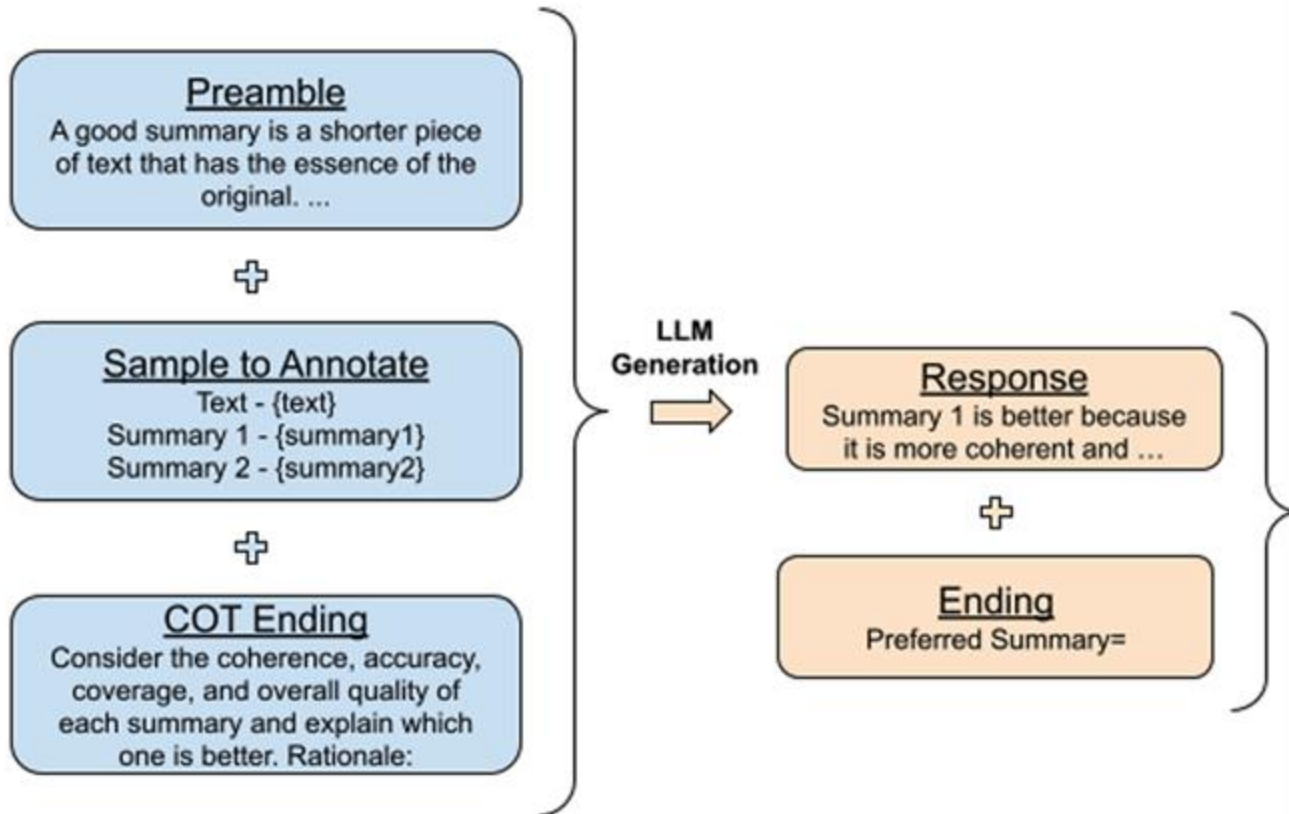 Preamble
A good summary is a shorter piece
of text that has the essence of the
original. ...
Sample to Annotate
Text - {text}
Summary 1 - {summary1}
Summary 2 - {summary2}
COT Ending
Consider the coherence, accuracy,
coverage, and overall quality of
each summary and explain which
one is better. Rationale:
LLM
Generation
Response
Summary 1 is better because
it is more coherent and ...
Ending
Preferred Summary=